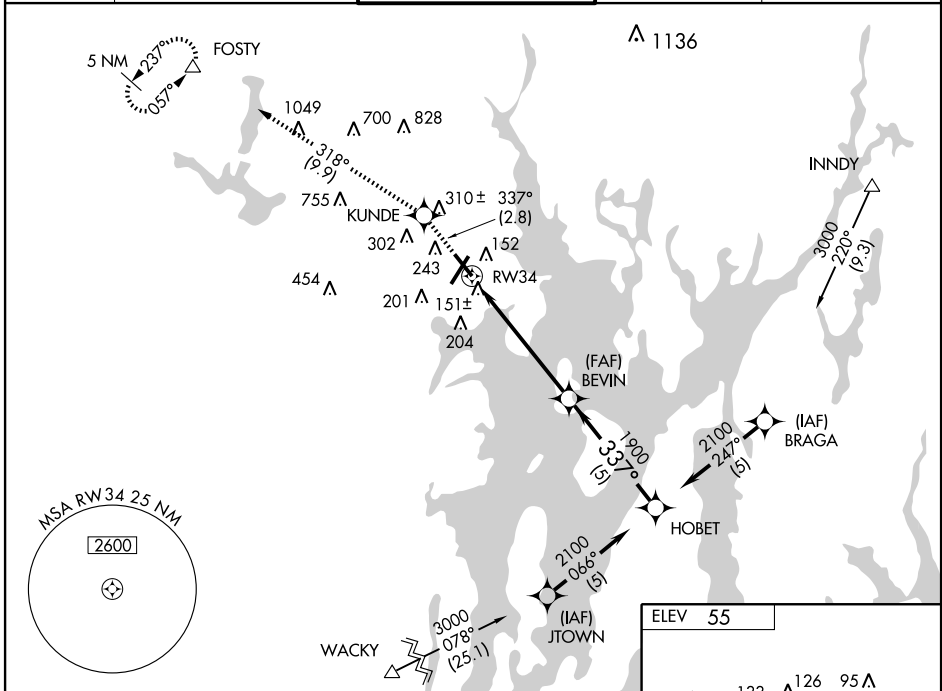 1136
FOSTY
5 NM
237°
057°
1049
700
828
318°
(9.9)
INNDY
755
KUNDE
310±
337°
(2.8)
3000
220°
(9.3)
302
243
152
RW34
454
201
151±
204
(FAF)
BEVIN
1900
337°
(5)
2100
247°
(5)
(IAF)
BRAGA
HOBET
MSA RW34 25 NM
2600
2100
066°
(5)
(IAF)
JTOWN
3000
078°
(25.1)
WACKY
ELEV 55
126
95